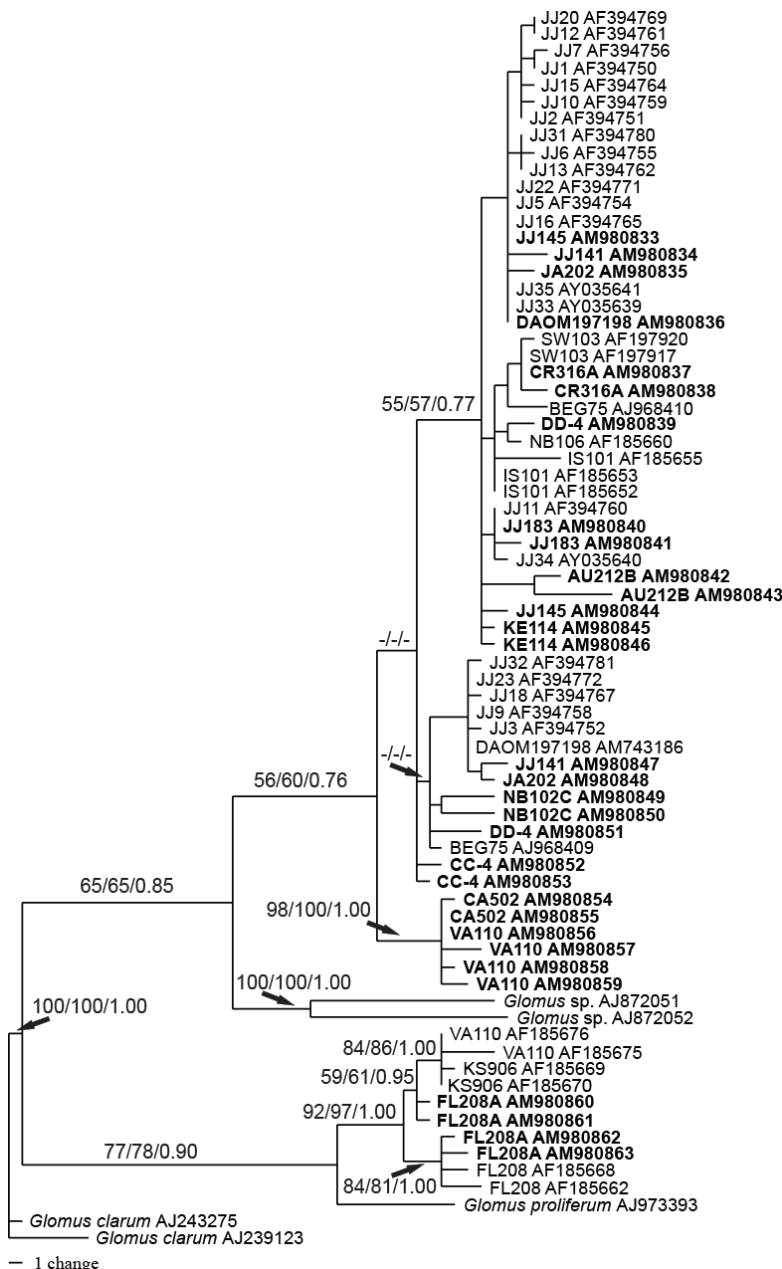 JJ20 AF394769
JJ12 AF394761
JJ7 AF394756
JJ1 AF394750
JJ15 AF394764
JJ10 AF394759
JJ2 AF394751
JJ31 AF394780
JJ6 AF394755
JJ13 AF394762
JJ22 AF394771
JJ5 AF394754
JJ16 AF394765
JJ145 AM980833
JJ141 AM980834
JA202 AM980835
JJ35 AY035641
JJ33 AY035639
DAOM197198 AM980836
SW103 AF197920
SW103 AF197917
CR316A AM980837
CR316A AM980838
55/57/0.77
BEG75 AJ968410
DD-4 AM980839
NB106 AF185660
IS101 AF185655
IS101 AF185653
IS101 AF185652
JJ11 AF394760
JJ183 AM980840
JJ183 AM980841
JJ34 AY035640
AU212B AM980842
AU212B AM980843
JJ145 AM980844
KE114 AM980845
-/-/-
KE114 AM980846
JJ32 AF394781
JJ23 AF394772
JJ18 AF394767
JJ9 AF394758
JJ3 AF394752
DAOM197198 AM743186
-/-/-
JJ141 AM980847
JA202 AM980848
56/60/0.76
NB102C AM980849
NB102C AM980850
DD-4 AM980851
BEG75 AJ968409
CC-4 AM980852
CC-4 AM980853
65/65/0.85
CA502 AM980854
98/100/1.00
CA502 AM980855
VA110 AM980856
VA110 AM980857
VA110 AM980858
100/100/1.00
VA110 AM980859
Glomus sp. AJ872051
100/100/1.00
Glomus sp. AJ872052
VA110 AF185676
84/86/1.00
VA110 AF185675
59/61/0.95
KS906 AF185669
KS906 AF185670
FL208A AM980860
92/97/1.00
FL208A AM980861
FL208A AM980862
77/78/0.90
FL208A AM980863
FL208 AF185668
84/81/1.00
FL208 AF185662
Glomus proliferum AJ973393
Glomus clarum AJ243275
Glomus clarum AJ239123
1 change